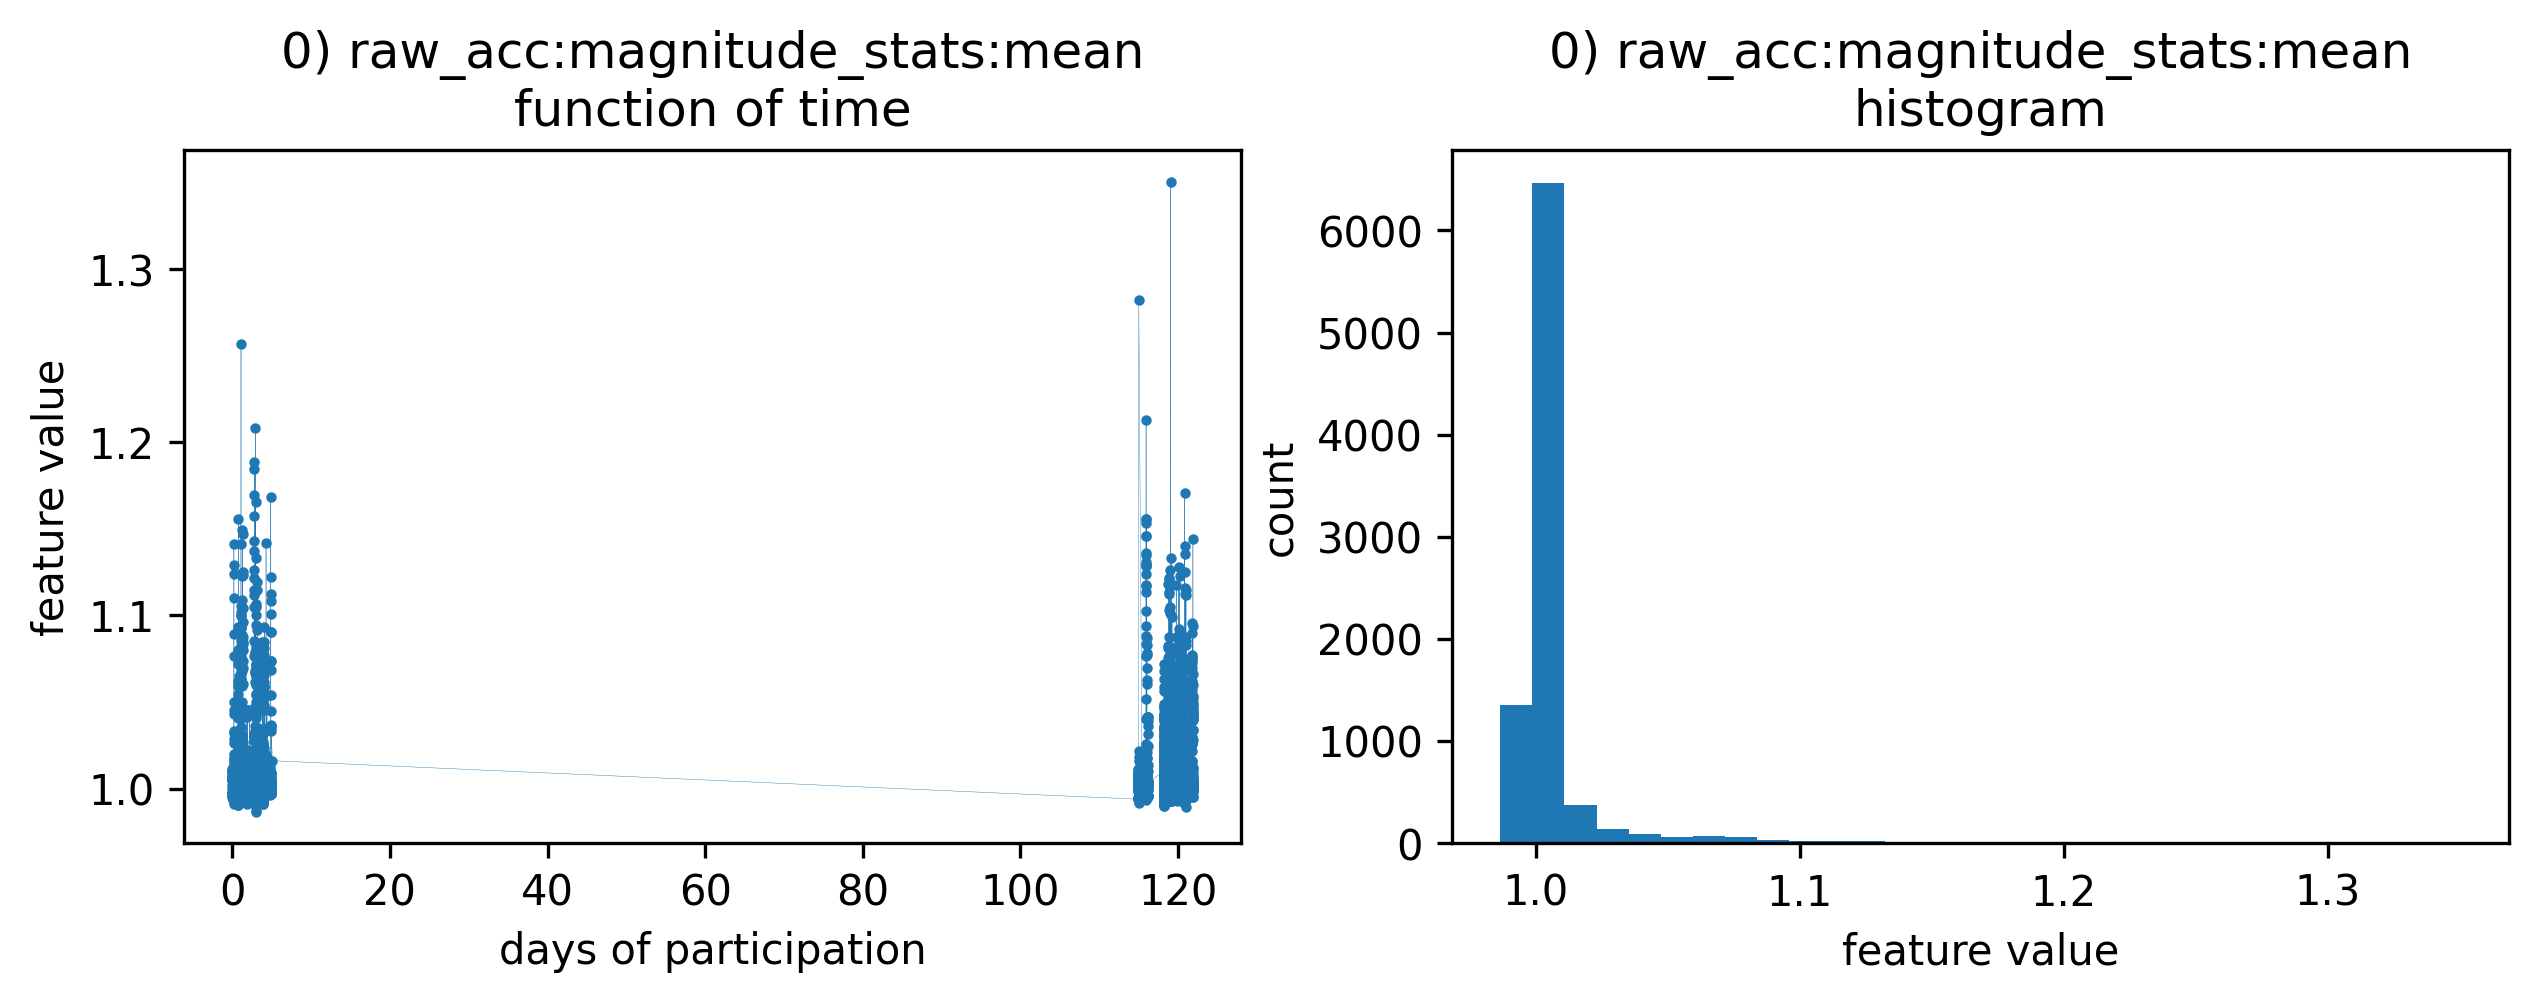 0) raw_acc:magnitude_stats:mean
function of time
feature value
1.3
1.2
1.1
1.0
0 20 40 60 80 100 120
days of participation
0) raw_acc:magnitude_stats:mean
histogram
count
6000
5000
4000
3000
2000
1000
0
1.0 1.1 1.2 1.3
feature value